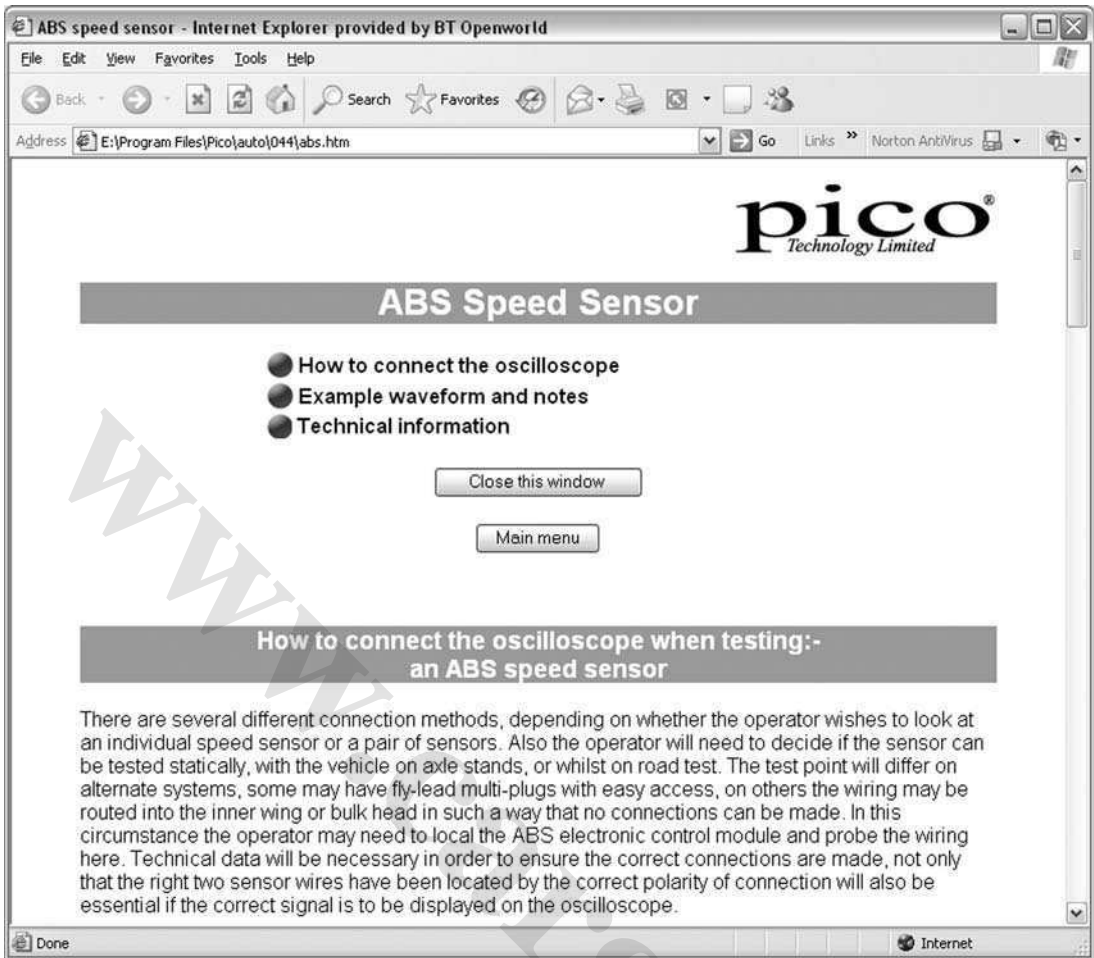 ABS speed sensor - Internet Explorer provided by BT Openworld
File Edit View Favorites Tools Help
Back Search Favorites
Address E:\Program Files\Pico\auto\044\abs.htm Go Links » Norton AntiVirus
pico®
Technology Limited
ABS Speed Sensor
How to connect the oscilloscope
Example waveform and notes
Technical information
Close this window
Main menu
How to connect the oscilloscope when testing:-
an ABS speed sensor
There are several different connection methods, depending on whether the operator wishes to look at
an individual speed sensor or a pair of sensors. Also the operator will need to decide if the sensor can
be tested statically, with the vehicle on axle stands, or whilst on road test. The test point will differ on
alternate systems, some may have fly-lead multi-plugs with easy access, on others the wiring may be
routed into the inner wing or bulk head in such a way that no connections can be made. In this
circumstance the operator may need to local the ABS electronic control module and probe the wiring
here. Technical data will be necessary in order to ensure the correct connections are made, not only
that the right two sensor wires have been located by the correct polarity of connection will also be
essential if the correct signal is to be displayed on the oscilloscope.
Done Internet